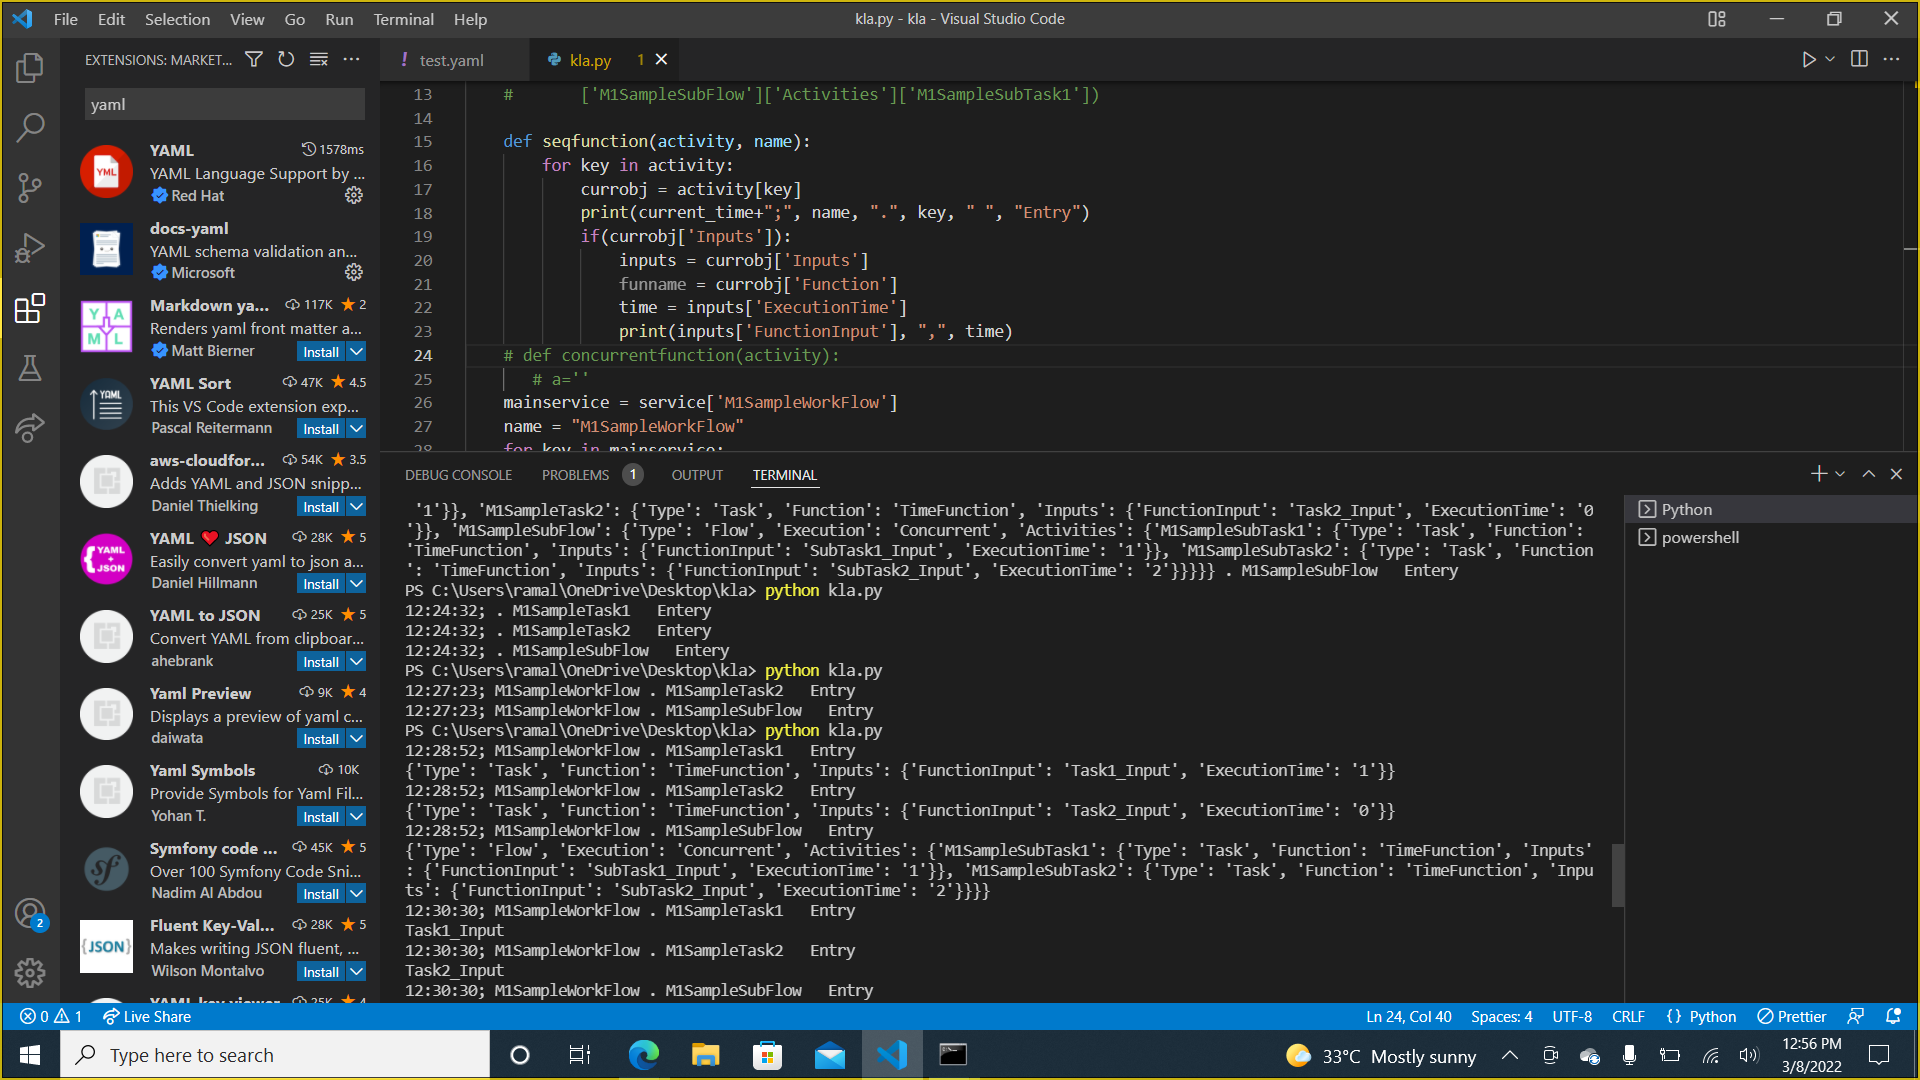 File Edit Selection View Go Run Terminal Help
kla.py - kla - Visual Studio Code
EXTENSIONS: MARKET...
yaml
YAML 1578ms
YAML Language Support by ...
Red Hat
docs-yaml
YAML schema validation an...
Microsoft
Markdown ya... 117K 2
Renders yaml front matter a...
Matt Bierner Install
YAML Sort 47K 4.5
This VS Code extension exp...
Pascal Reitermann Install
aws-cloudfor... 54K 3.5
Adds YAML and JSON snipp...
Daniel Thielking Install
YAML ❤ JSON 28K 5
Easily convert yaml to json a...
Daniel Hillmann Install
YAML to JSON 25K 5
Convert YAML from clipboar...
ahebrank Install
Yaml Preview 9K 4
Displays a preview of yaml c...
daiwata Install
Yaml Symbols 10K
Provide Symbols for Yaml Fil...
Yohan T. Install
Symfony code ... 45K 5
Over 100 Symfony Code Sni...
Nadim Al Abdou Install
Fluent Key-Val... 28K 5
Makes writing JSON fluent, ...
Wilson Montalvo Install
YAML key viewer 25K 4
YML
Y A
M L
YAML
YAML + JSON
sf
{JSON}
! test.yaml kla.py 1
13 # ['M1SampleSubFlow']['Activities']['M1SampleSubTask1'])
14
15 def seqfunction(activity, name):
16 for key in activity:
17 currobj = activity[key]
18 print(current_time+";", name, ".", key, " ", "Entry")
19 if(currobj['Inputs']):
20 inputs = currobj['Inputs']
21 funname = currobj['Function']
22 time = inputs['ExecutionTime']
23 print(inputs['FunctionInput'], ",", time)
24 # def concurrentfunction(activity):
25 # a=''
26 mainservice = service['M1SampleWorkFlow']
27 name = "M1SampleWorkFlow"
28 for key in mainservice:
DEBUG CONSOLE PROBLEMS 1 OUTPUT TERMINAL
'1'}}, 'M1SampleTask2': {'Type': 'Task', 'Function': 'TimeFunction', 'Inputs': {'FunctionInput': 'Task2_Input', 'ExecutionTime': '0
'}}, 'M1SampleSubFlow': {'Type': 'Flow', 'Execution': 'Concurrent', 'Activities': {'M1SampleSubTask1': {'Type': 'Task', 'Function':
'TimeFunction', 'Inputs': {'FunctionInput': 'SubTask1_Input', 'ExecutionTime': '1'}}, 'M1SampleSubTask2': {'Type': 'Task', 'Function
': 'TimeFunction', 'Inputs': {'FunctionInput': 'SubTask2_Input', 'ExecutionTime': '2'}}}}} . M1SampleSubFlow Entery
PS C:\Users\ramal\OneDrive\Desktop\kla> python kla.py
12:24:32; . M1SampleTask1 Entery
12:24:32; . M1SampleTask2 Entery
12:24:32; . M1SampleSubFlow Entery
PS C:\Users\ramal\OneDrive\Desktop\kla> python kla.py
12:27:23; M1SampleWorkFlow . M1SampleTask2 Entry
12:27:23; M1SampleWorkFlow . M1SampleSubFlow Entry
PS C:\Users\ramal\OneDrive\Desktop\kla> python kla.py
12:28:52; M1SampleWorkFlow . M1SampleTask1 Entry
{'Type': 'Task', 'Function': 'TimeFunction', 'Inputs': {'FunctionInput': 'Task1_Input', 'ExecutionTime': '1'}}
12:28:52; M1SampleWorkFlow . M1SampleTask2 Entry
{'Type': 'Task', 'Function': 'TimeFunction', 'Inputs': {'FunctionInput': 'Task2_Input', 'ExecutionTime': '0'}}
12:28:52; M1SampleWorkFlow . M1SampleSubFlow Entry
{'Type': 'Flow', 'Execution': 'Concurrent', 'Activities': {'M1SampleSubTask1': {'Type': 'Task', 'Function': 'TimeFunction', 'Inputs'
: {'FunctionInput': 'SubTask1_Input', 'ExecutionTime': '1'}}, 'M1SampleSubTask2': {'Type': 'Task', 'Function': 'TimeFunction', 'Inpu
ts': {'FunctionInput': 'SubTask2_Input', 'ExecutionTime': '2'}}}}
12:30:30; M1SampleWorkFlow . M1SampleTask1 Entry
Task1_Input
12:30:30; M1SampleWorkFlow . M1SampleTask2 Entry
Task2_Input
12:30:30; M1SampleWorkFlow . M1SampleSubFlow Entry
Python
powershell
2
0 1 Live Share
Ln 24, Col 40 Spaces: 4 UTF-8 CRLF {} Python Prettier
Type here to search
33°C Mostly sunny
12:56 PM
3/8/2022